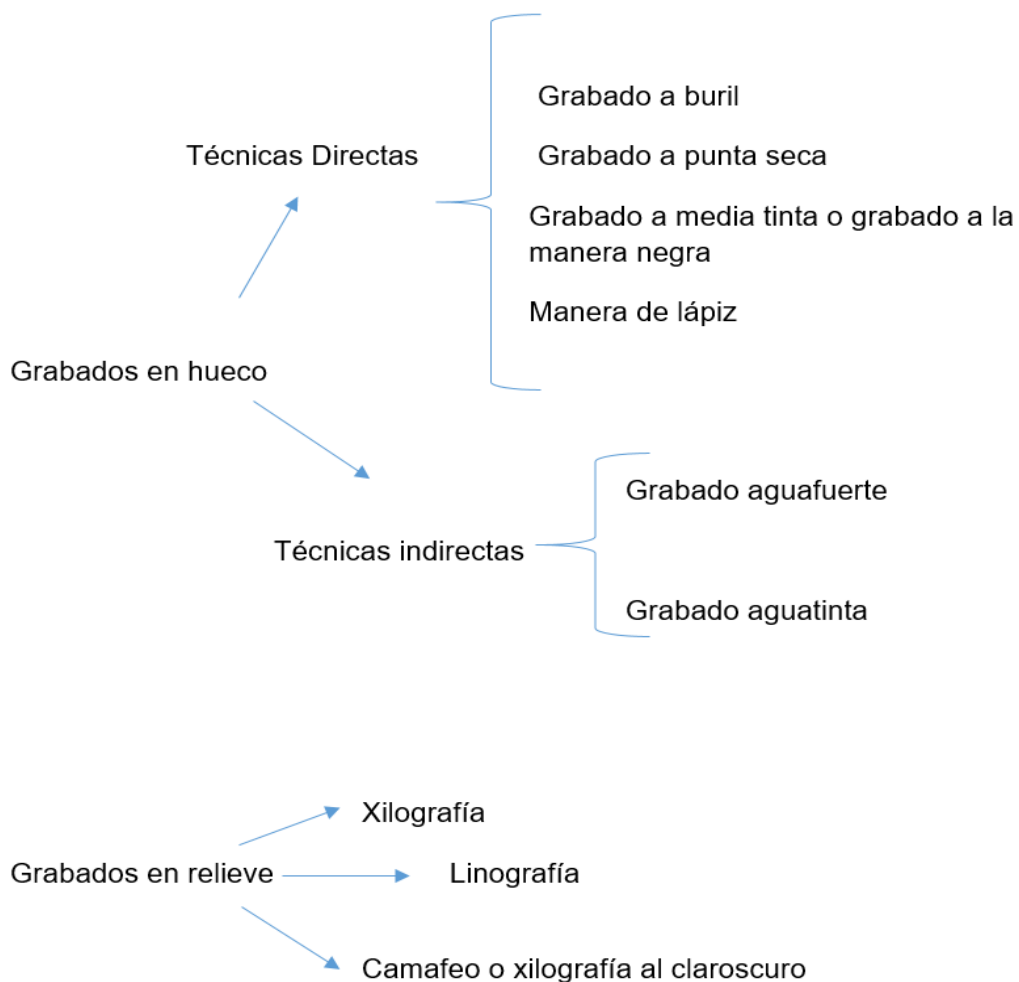 Grabado a buril
Técnicas Directas
Grabado a punta seca
Grabado a media tinta o grabado a la
manera negra
Manera de lápiz
Grabados en hueco
Grabado aguafuerte
Técnicas indirectas
Grabado aguatinta
Xilografía
Grabados en relieve
Linografía
Camafeo o xilografía al claroscuro